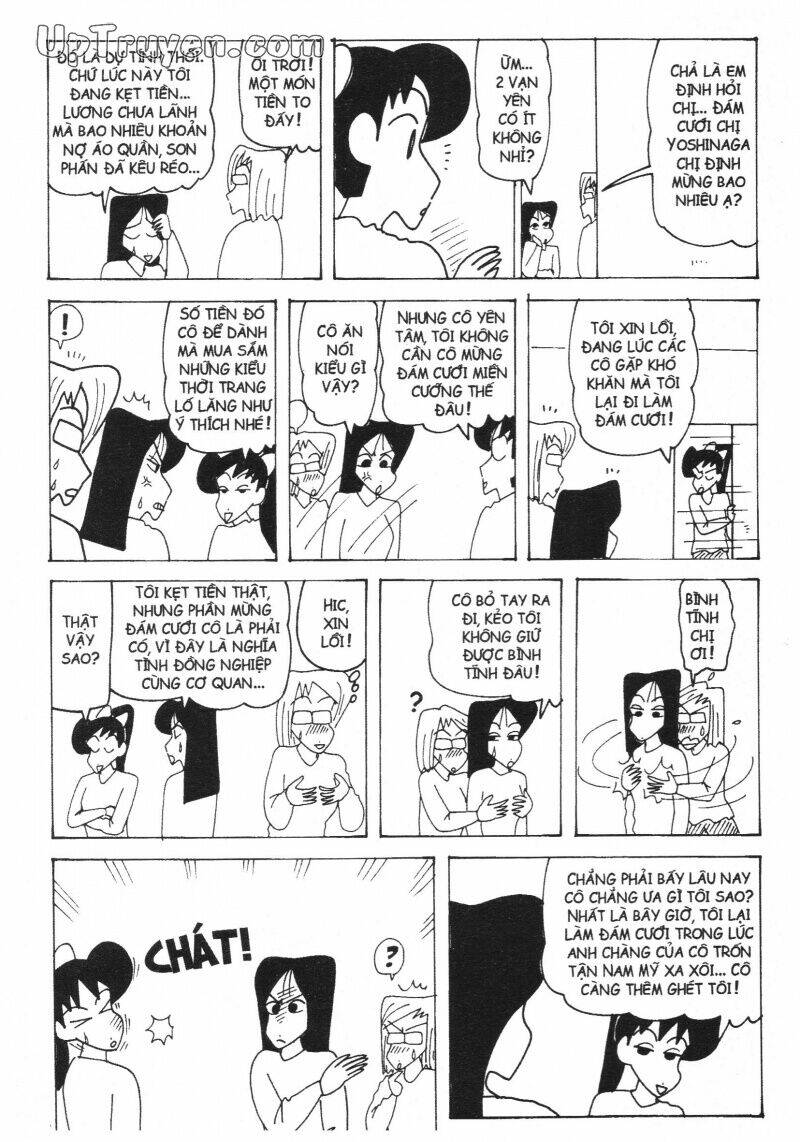 UpTruyen.com
CHẢ LÀ EM
ĐỊNH HỎI
CHỊ... ĐÁM
CƯỚI CHỊ
YOSHINAGA
CHỊ ĐỊNH
MỪNG BAO
NHIÊU Ạ?
ỪM...
2 VẠN
YÊN
CÓ ÍT
KHÔNG
NHỈ?
ÔI TRỜI!
MỘT MÓN
TIỀN TO
ĐẤY!
ĐÓ LÀ DỰ TÍNH THÔI.
CHỨ LÚC NÀY TÔI
ĐANG KẸT TIỀN...
LƯƠNG CHƯA LÃNH
MÀ BAO NHIÊU KHOẢN
NỢ ÁO QUẦN, SON
PHẤN ĐÃ KÊU RÉO...
TÔI XIN LỖI,
ĐANG LÚC CÁC
CÔ GẶP KHÓ
KHĂN MÀ TÔI
LẠI ĐI LÀM
ĐÁM CƯỚI!
NHƯNG CÔ YÊN
TÂM, TÔI KHÔNG
CẦN CÔ MỪNG
ĐÁM CƯỚI MIỄN
CƯỠNG THẾ
ĐÂU!
CÔ ĂN
NÓI
KIỂU GÌ
VẬY?
SỐ TIỀN ĐÓ
CÔ ĐỂ DÀNH
MÀ MUA SẮM
NHỮNG KIỂU
THỜI TRANG
LỐ LĂNG NHƯ
Ý THÍCH NHÉ!
!
BÌNH
TĨNH
CHỊ
ƠI!
CÔ BỎ TAY RA
ĐI, KẺO TÔI
KHÔNG GIỮ
ĐƯỢC BÌNH
TĨNH ĐÂU!
?
HIC,
XIN
LỖI!
TÔI KẸT TIỀN THẬT,
NHƯNG PHẦN MỪNG
ĐÁM CƯỚI CÔ LÀ PHẢI
CÓ, VÌ ĐÂY LÀ NGHĨA
TÌNH ĐỒNG NGHIỆP
CÙNG CƠ QUAN...
THẬT
VẬY
SAO?
CHẲNG PHẢI BẤY LÂU NAY
CÔ CHẲNG ƯA GÌ TÔI SAO?
NHẤT LÀ BÂY GIỜ, TÔI LẠI
LÀM ĐÁM CƯỚI TRONG LÚC
ANH CHÀNG CỦA CÔ TRỐN
TẬN NAM MỸ XA XÔI... CÔ
CÀNG THÊM GHÉT TÔI!
?
CHÁT!